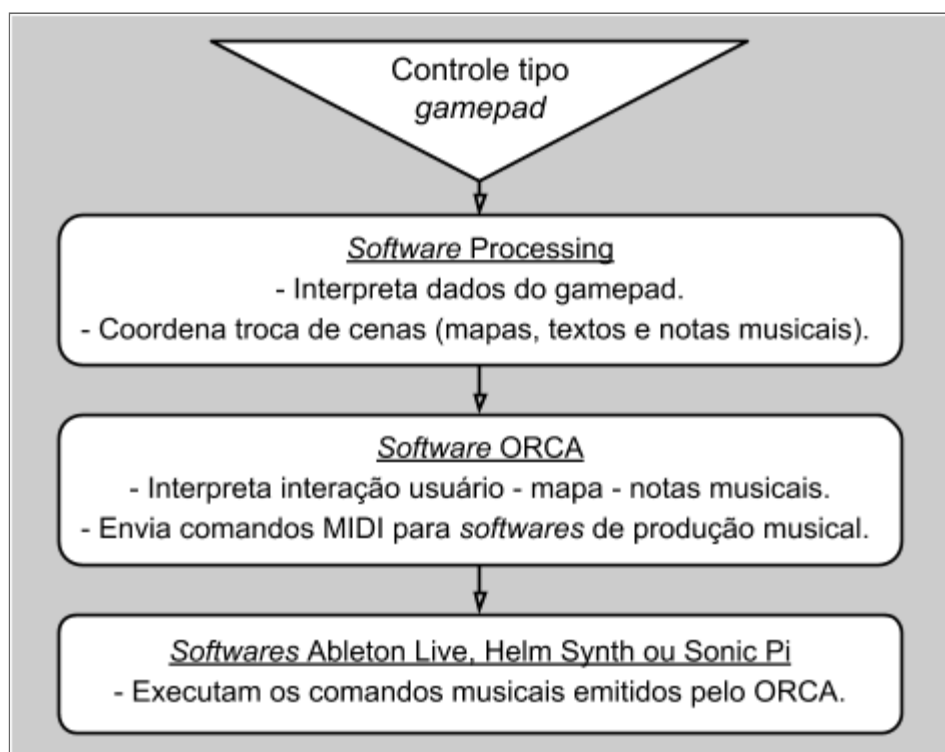 Controle tipo
gamepad
Software Processing
- Interpreta dados do gamepad.
- Coordena troca de cenas (mapas, textos e notas musicais).
Software ORCA
- Interpreta interação usuário - mapa - notas musicais.
- Envia comandos MIDI para softwares de produção musical.
Softwares Ableton Live, Helm Synth ou Sonic Pi
- Executam os comandos musicais emitidos pelo ORCA.